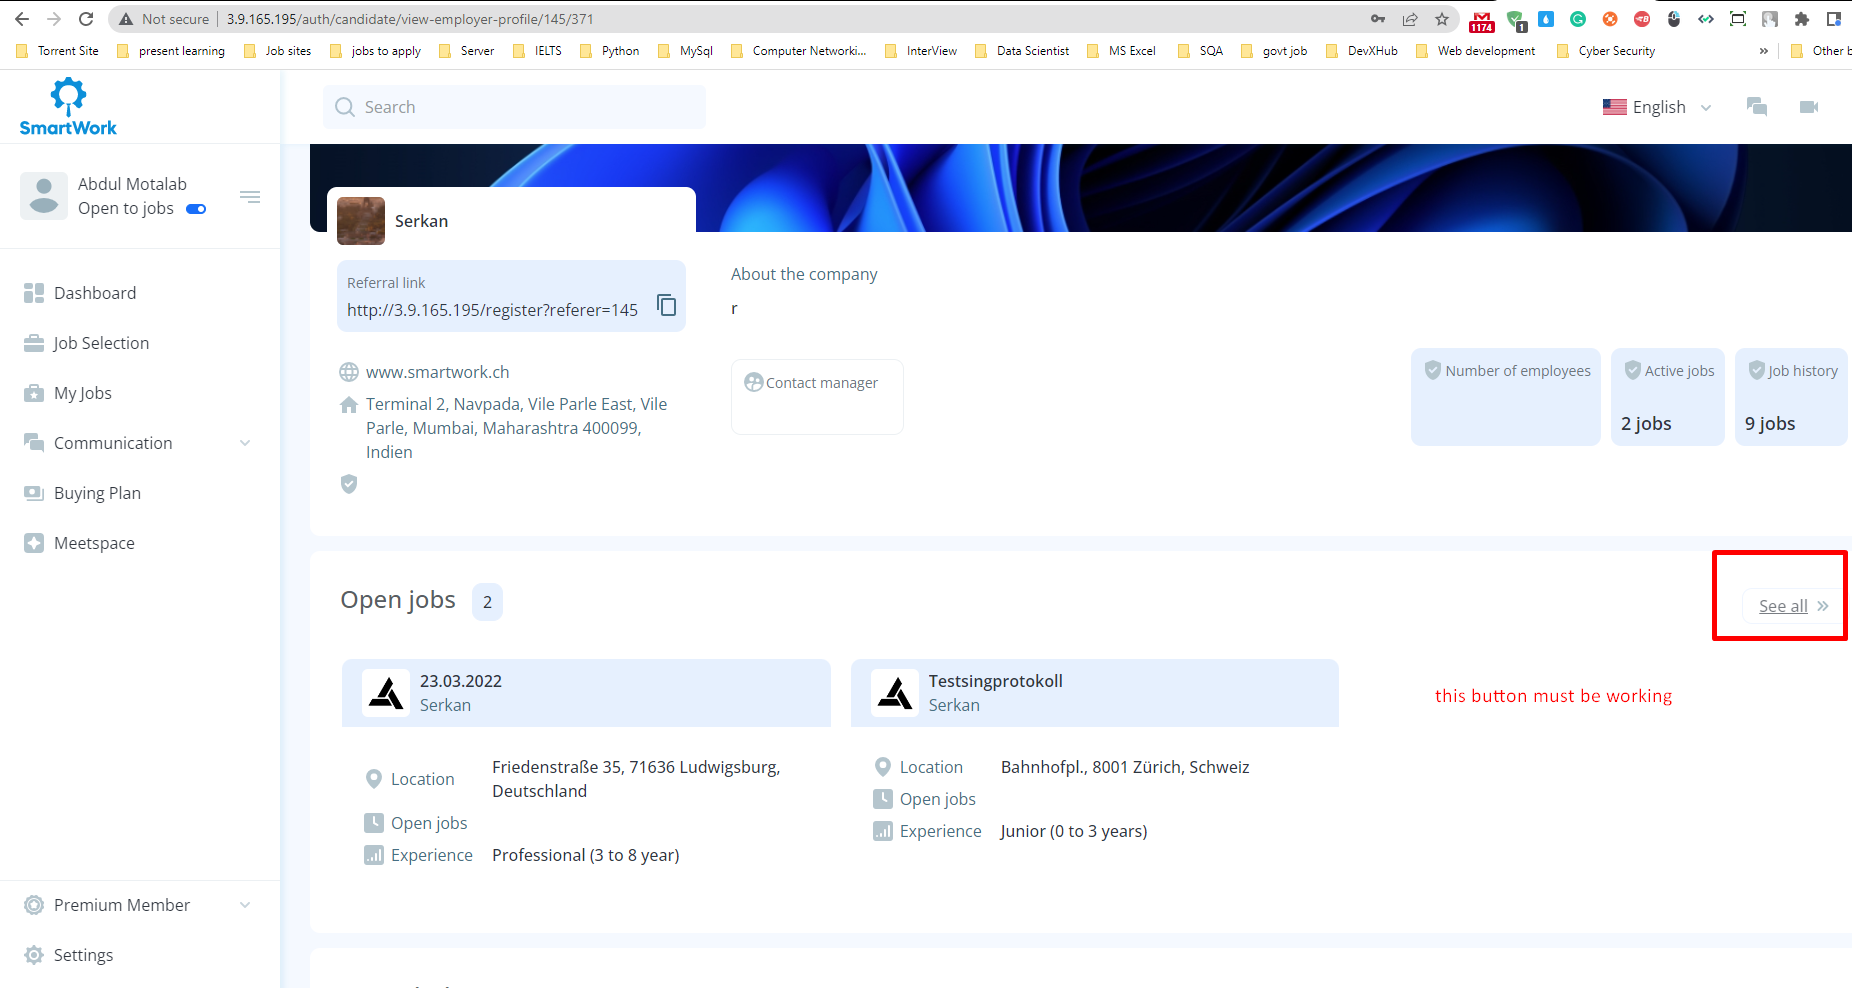 Not secure
3.9.165.195/auth/candidate/view-employer-profile/145/371
1174
1
Torrent Site
present learning
Job sites
jobs to apply
Server
IELTS
Python
MySql
Computer Networki...
InterView
Data Scientist
MS Excel
SQA
govt job
DevXHub
Web development
Cyber Security
»
Other b
SmartWork
Search
English
Abdul Motalab
Open to jobs
Dashboard
Job Selection
My Jobs
Communication
Buying Plan
Meetspace
Premium Member
Settings
Serkan
Referral link
http://3.9.165.195/register?referer=145
www.smartwork.ch
Terminal 2, Navpada, Vile Parle East, Vile
Parle, Mumbai, Maharashtra 400099,
Indien
About the company
r
Contact manager
Number of employees
Active jobs
2 jobs
Job history
9 jobs
Open jobs
2
See all »
23.03.2022
Serkan
Location
Friedenstraße 35, 71636 Ludwigsburg,
Deutschland
Open jobs
Experience
Professional (3 to 8 year)
Testsingprotokoll
Serkan
Location
Bahnhofpl., 8001 Zürich, Schweiz
Open jobs
Experience
Junior (0 to 3 years)
this button must be working